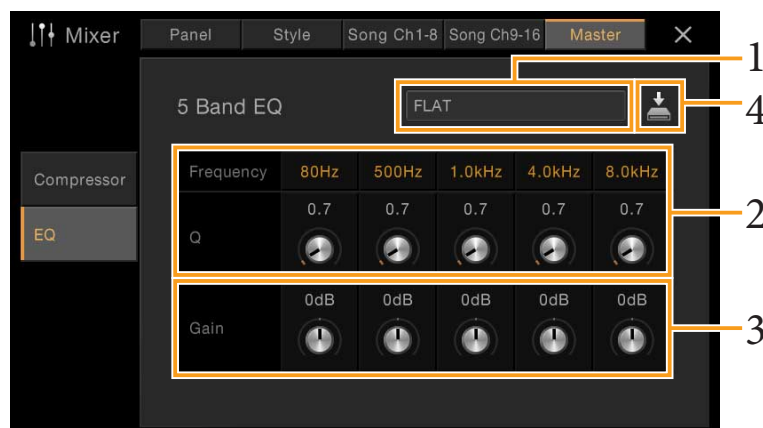 Mixer Panel Style Song Ch1-8 Song Ch9-16 Master
1
5 Band EQ FLAT
4
Compressor
EQ
Frequency 80Hz 500Hz 1.0kHz 4.0kHz 8.0kHz
Q 0.7 0.7 0.7 0.7 0.7
2
Gain 0dB 0dB 0dB 0dB 0dB
3